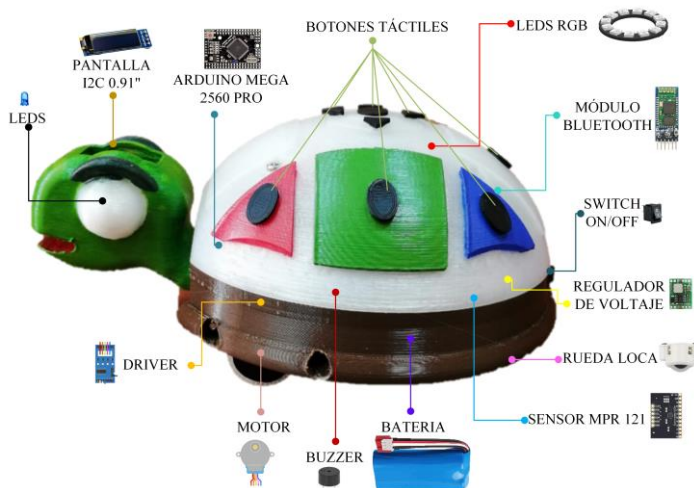 BOTONES TÁCTILES
LEDS RGB
PANTALLA
I2C 0.91"
ARDUINO MEGA
2560 PRO
LEDS
MÓDULO
BLUETOOTH
SWITCH
ON/OFF
REGULADOR
DE VOLTAJE
DRIVER
RUEDA LOCA
MOTOR
BUZZER
BATERIA
SENSOR MPR 121